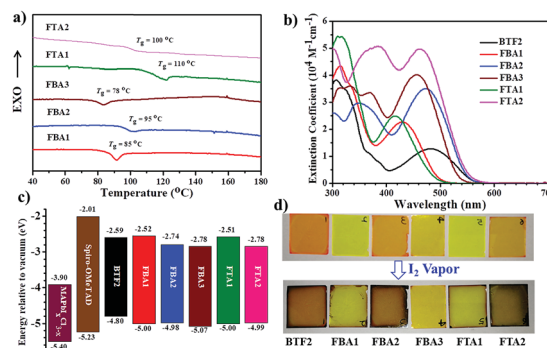 a)
EXO
FTA2
Tg = 100 °C
FTA1
Tg = 110 °C
FBA3
Tg = 78 °C
FBA2
Tg = 95 °C
FBA1
Tg = 85 °C
40 60 80 100 120 140 160 180
Temperature (°C)
b)
Extinction Coefficient (10⁴ M⁻¹ cm⁻¹)
6
5
4
3
2
1
0
BTF2
FBA1
FBA2
FBA3
FTA1
FTA2
300 400 500 600 700
Wavelength (nm)
c)
Energy relative to vacuum (eV)
-2
-3
-4
-5
-2.01
-2.59
-2.52
-2.74
-2.78
-2.51
-2.78
-3.90
MAPbIxCl3-x
Spiro-OMeTAD
BTF2
FBA1
FBA2
FBA3
FTA1
FTA2
-4.80
-5.00
-4.98
-5.07
-5.00
-4.99
-5.23
-5.40
d)
I2 Vapor
BTF2 FBA1 FBA2 FBA3 FTA1 FTA2